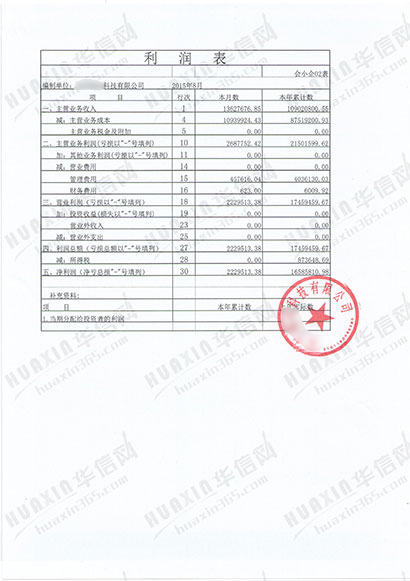 利 润 表
会小企02表
编制单位: 科技有限公司 2015年8月
项 目 行次 本月数 本年累计数
一、主营业务收入 1 13627676.85 109020800.55
减：主营业务成本 4 10939924.43 87519200.93
主营业务税金及附加 5 0.00 0.00
二、主营业务利润(亏损以"-"号填列) 10 2687752.42 21501599.62
加：其他业务利润(亏损以"-"号填列) 11 0.00 0.00
减：营业费用 14 0.00 0.00
管理费用 15 457616.04 4036130.03
财务费用 16 623.00 6009.92
三、营业利润（亏损以"-"号填列） 18 2229513.38 17459459.67
加：投资收益(损失以"-"号填列) 19 0.00 0.00
营业外收入 23 0.00 0.00
减：营业外支出 25 0.00 0.00
四、利润总额（亏损总额以"-"号填列） 27 2229513.38 17459459.67
减：所得税 28 0.00 873648.69
五、净利润（净亏总损"-"号填列） 30 2229513.38 16585810.98
补充资料：
项 目 本年累计数 实际数
1.当期分配给投资者的利润
科技有限公司
HUAXIN华信网
huaxin365.com